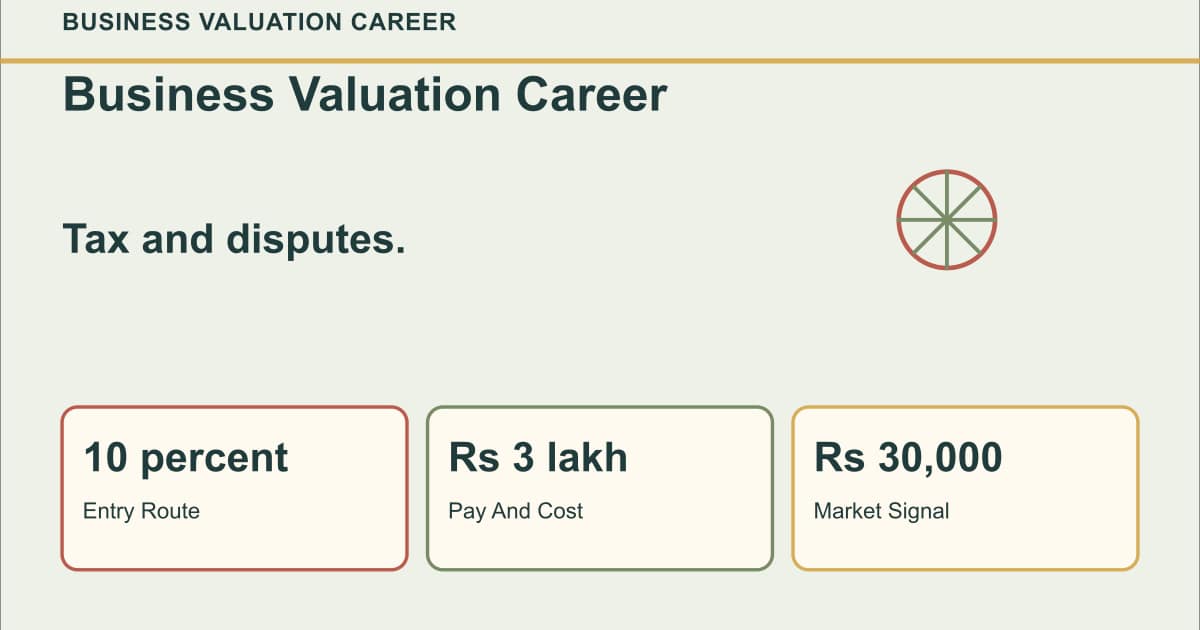 BUSINESS VALUATION CAREER
Business Valuation Career
Tax and disputes.
10 percent
Entry Route
Rs 3 lakh
Pay And Cost
Rs 30,000
Market Signal